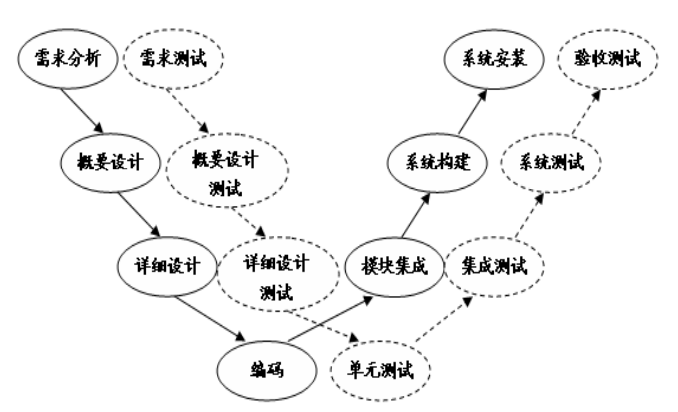 需求分析
需求测试
系统安装
验收测试
概要设计
概要设计
测试
系统构建
系统测试
详细设计
详细设计
测试
模块集成
集成测试
编码
单元测试